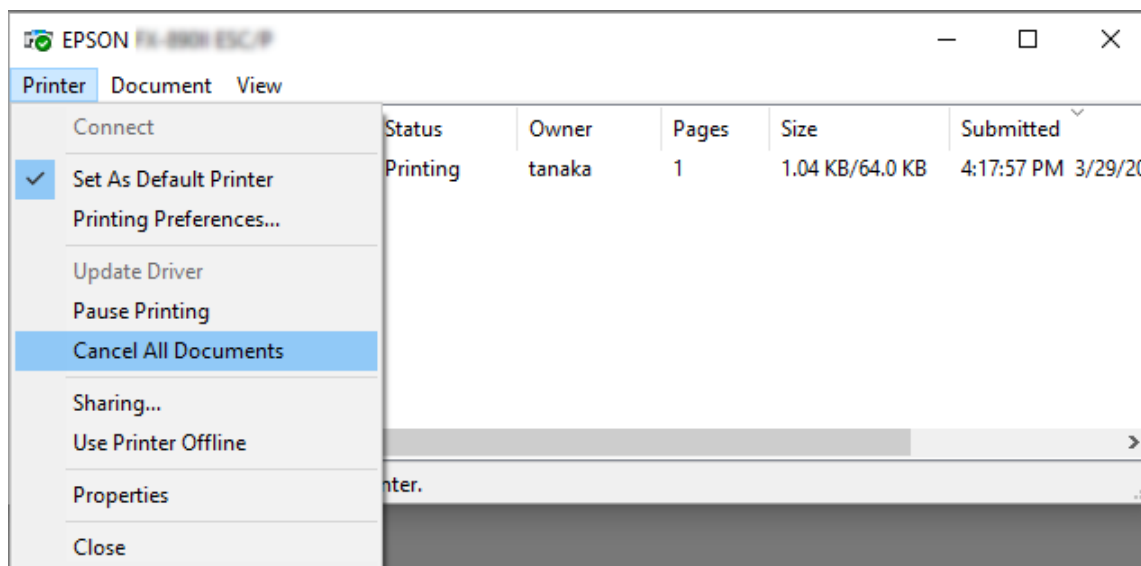 EPSON
Printer Document View
Connect
Status Owner Pages Size Submitted
Set As Default Printer
Printing tanaka 1 1.04 KB/64.0 KB 4:17:57 PM 3/29/20
Printing Preferences...
Update Driver
Pause Printing
Cancel All Documents
Sharing...
Use Printer Offline
Properties
nter.
Close